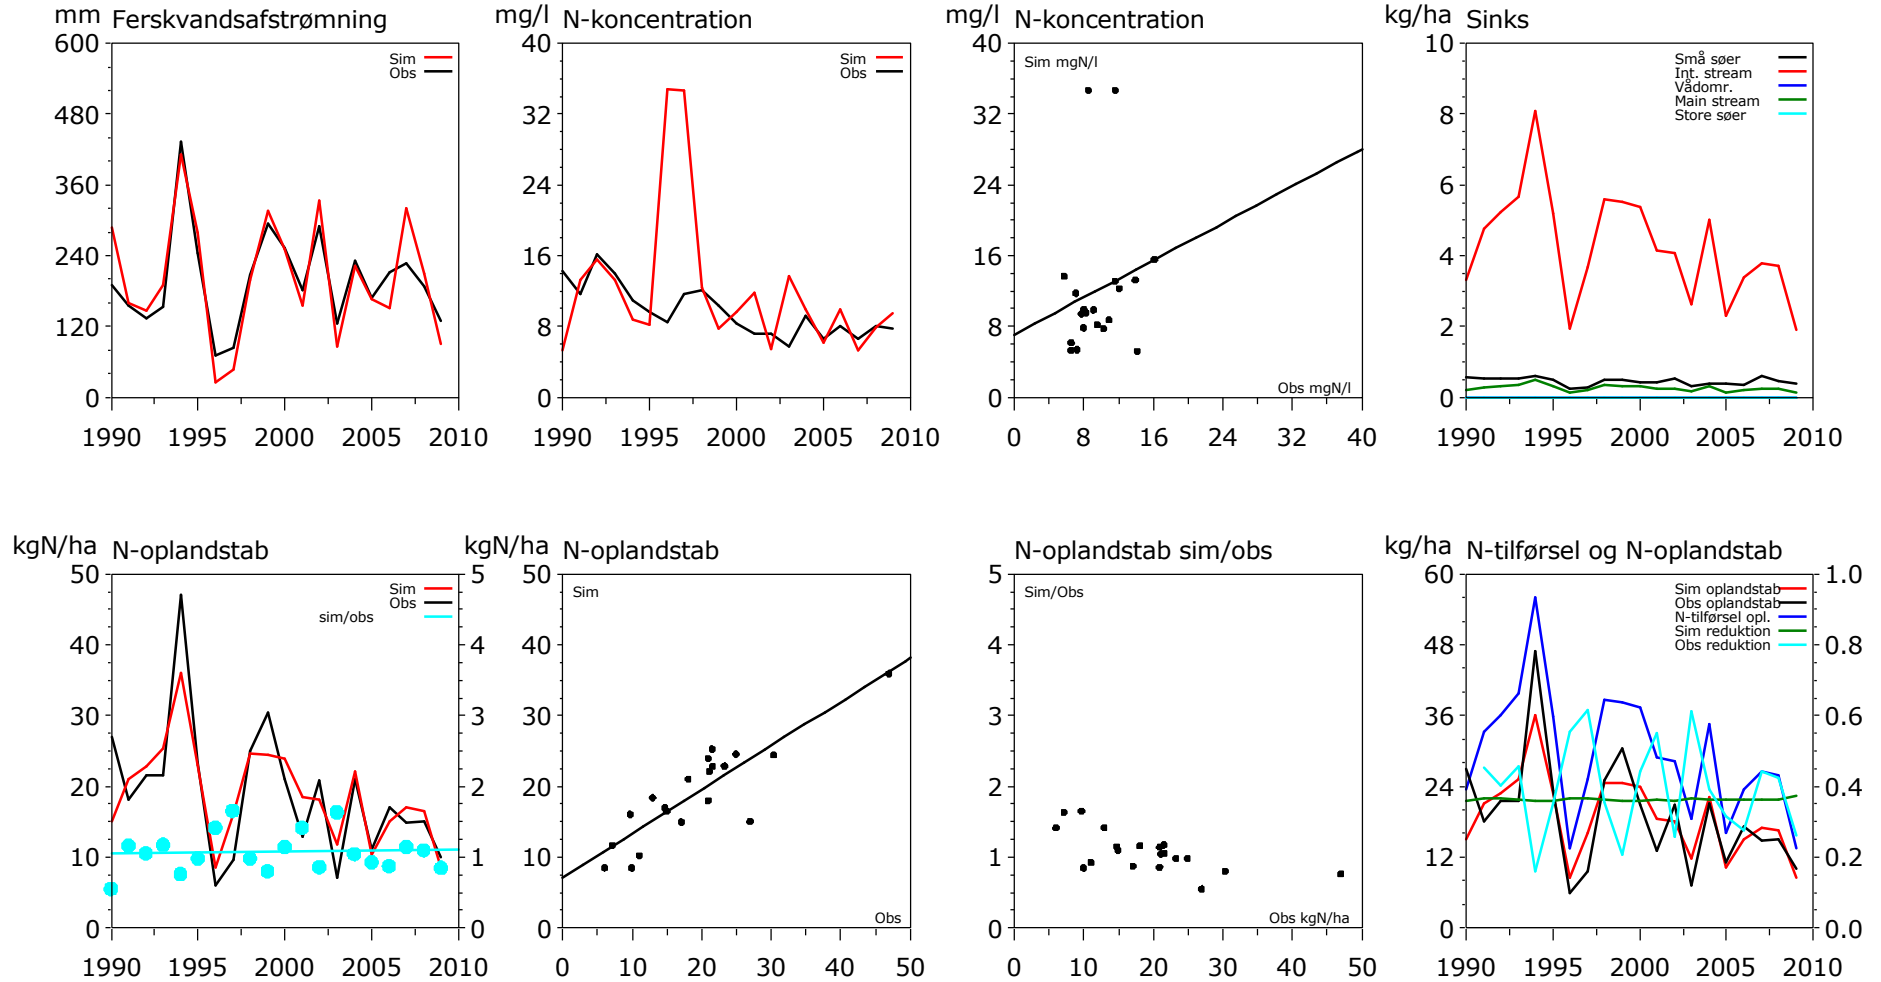 mm Ferskvandsafstrømning
600
480
360
240
120
0
1990 1995 2000 2005 2010
Sim
Obs
mg/l N-koncentration
40
32
24
16
8
0
1990 1995 2000 2005 2010
Sim
Obs
mg/l N-koncentration
40
32
24
16
8
0
0 8 16 24 32 40
Sim mgN/l
Obs mgN/l
kg/ha Sinks
10
8
6
4
2
0
1990 1995 2000 2005 2010
Små søer
Int. stream
Vådomr.
Main stream
Store søer
kgN/ha N-oplandstab
50 5
40 4
30 3
20 2
10 1
0 0
1990 1995 2000 2005 2010
Sim
Obs
sim/obs
kgN/ha N-oplandstab
50
40
30
20
10
0
0 10 20 30 40 50
Sim
Obs
N-oplandstab sim/obs
5
4
3
2
1
0
0 10 20 30 40 50
Sim/Obs
Obs kgN/ha
kg/ha N-tilførsel og N-oplandstab
60 1.0
48 0.8
36 0.6
24 0.4
12 0.2
0 0.0
1990 1995 2000 2005 2010
Sim oplandstab
Obs oplandstab
N-tilførsel opl.
Sim reduktion
Obs reduktion